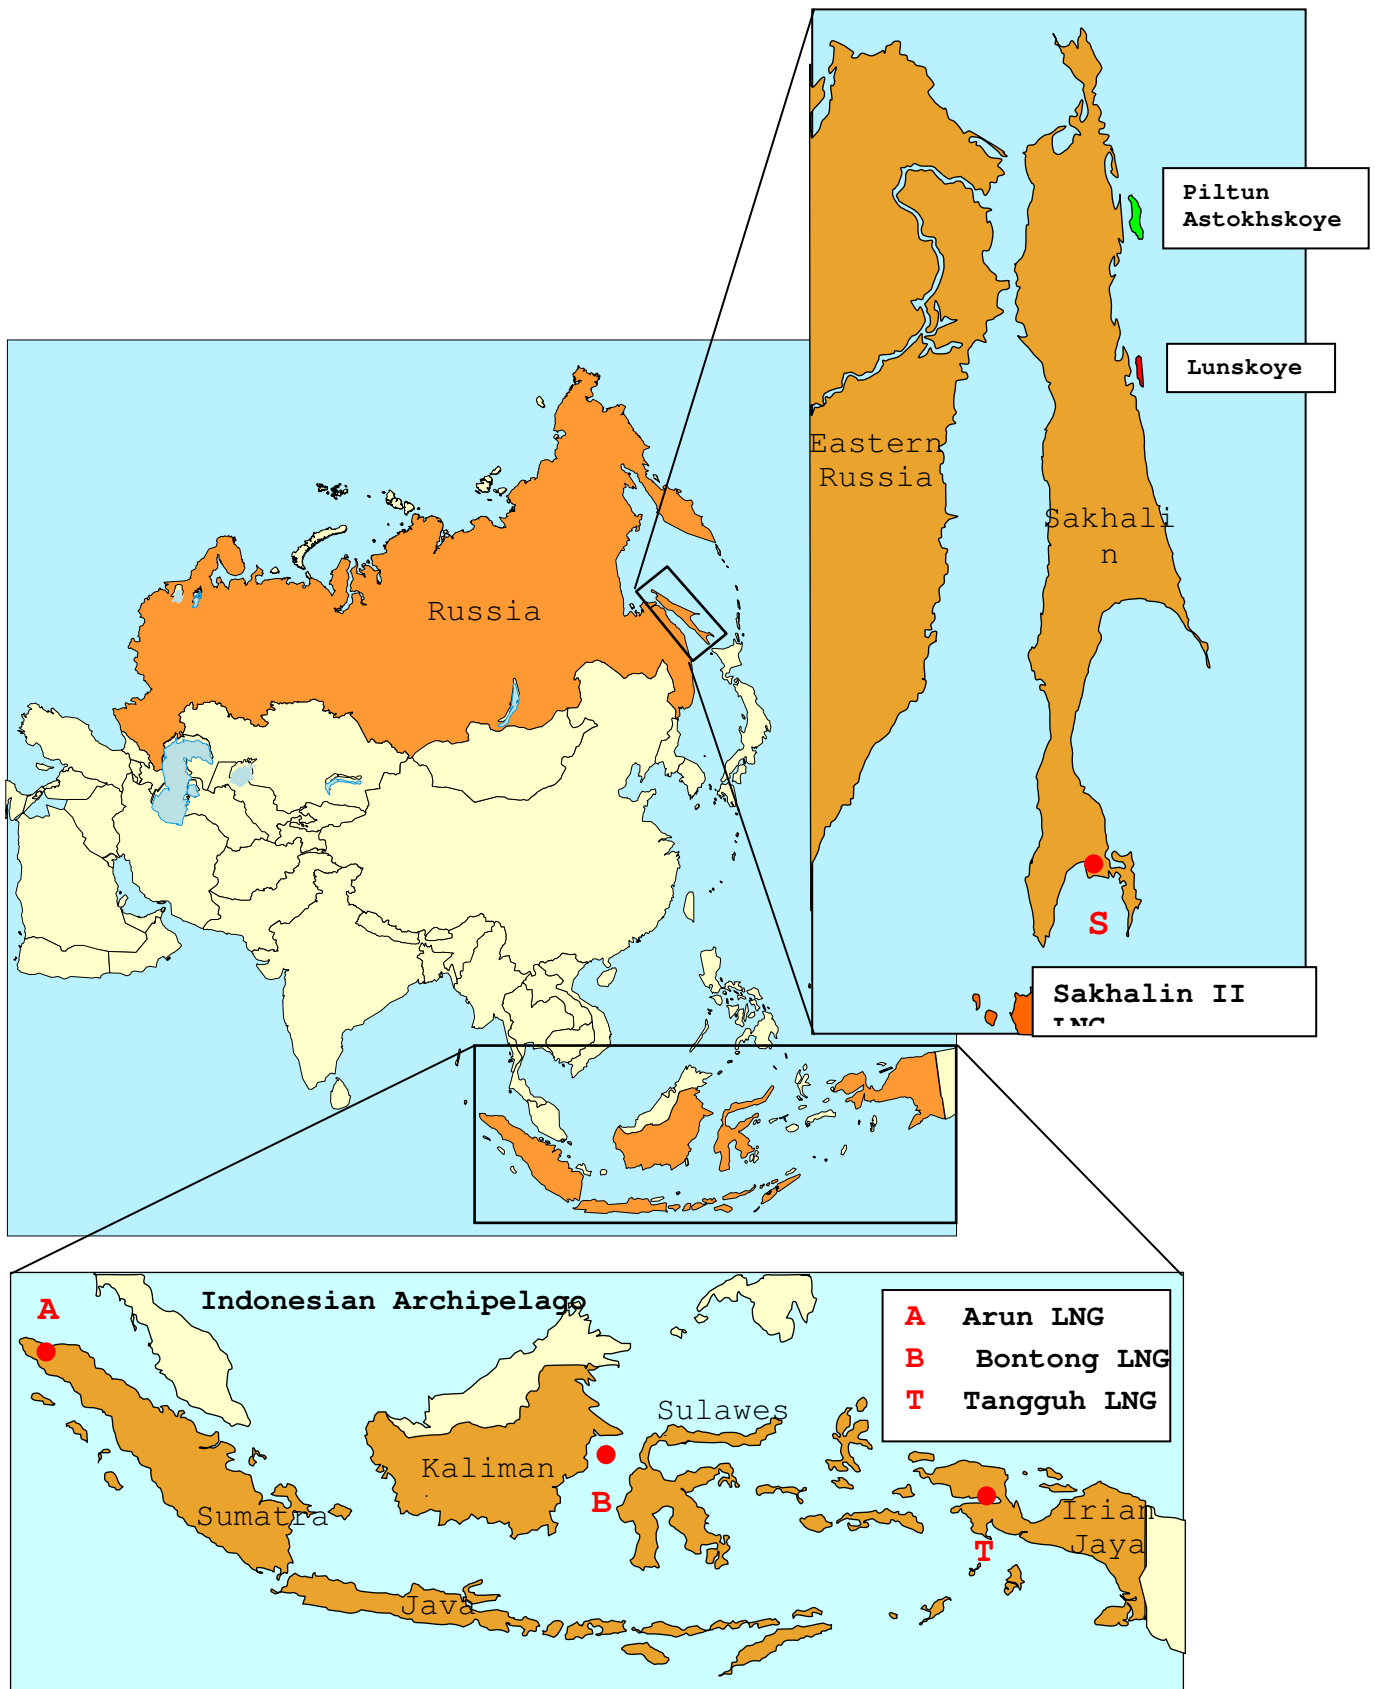 Piltun
Astokhskoye
Lunskoye
Eastern
Russia
Sakhali
n
Russia
S
Sakhalin II
LNG
Indonesian Archipelago
A
A Arun LNG
B Bontong LNG
T Tangguh LNG
Sulawes
Kaliman
B
Sumatra
Irian
Jaya
T
Java